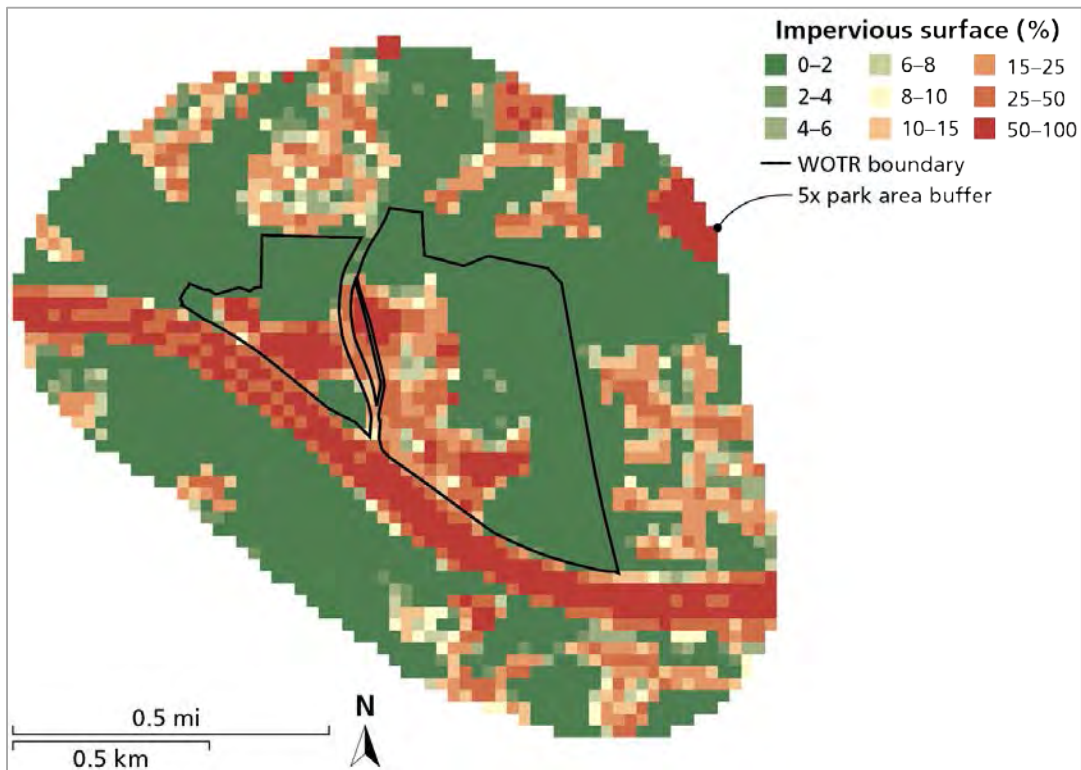 Impervious surface (%)
0–2 6–8 15–25
2–4 8–10 25–50
4–6 10–15 50–100
WOTR boundary
5x park area buffer
0.5 mi
0.5 km
N